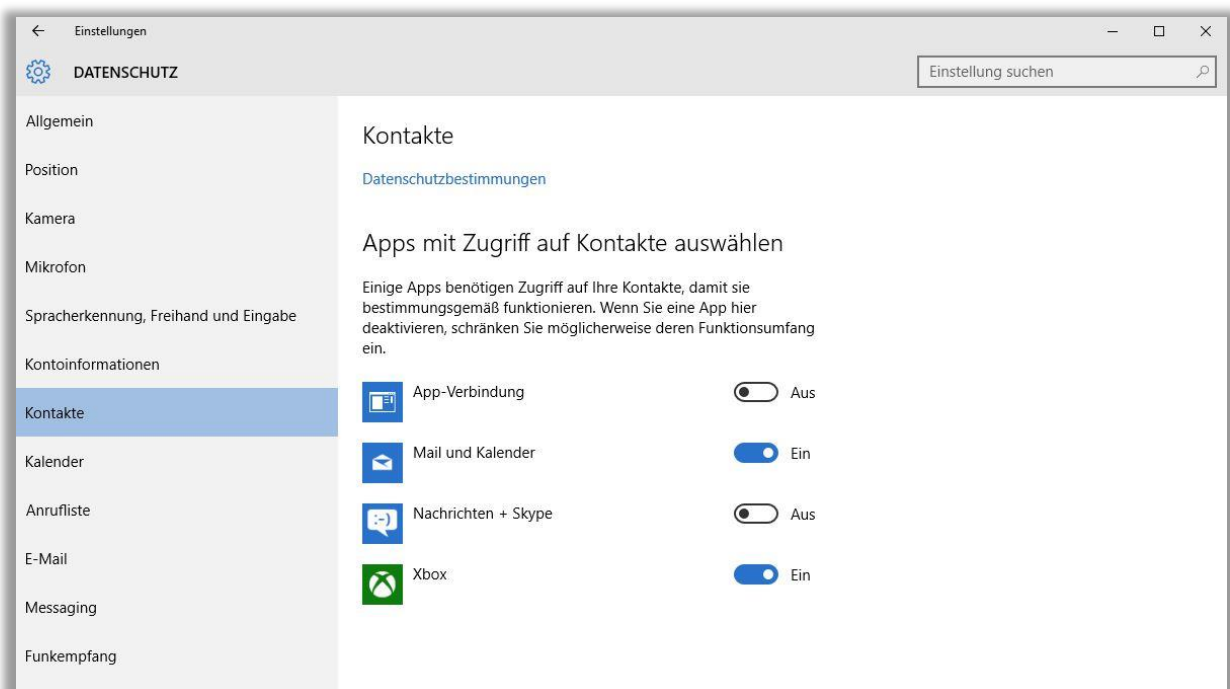 Einstellungen
DATENSCHUTZ
Einstellung suchen
Allgemein
Position
Kamera
Mikrofon
Spracherkennung, Freihand und Eingabe
Kontoinformationen
Kontakte
Kalender
Anrufliste
E-Mail
Messaging
Funkempfang
Kontakte
Datenschutzbestimmungen
Apps mit Zugriff auf Kontakte auswählen
Einige Apps benötigen Zugriff auf Ihre Kontakte, damit sie
bestimmungsgemäß funktionieren. Wenn Sie eine App hier
deaktivieren, schränken Sie möglicherweise deren Funktionsumfang
ein.
App-Verbindung Aus
Mail und Kalender Ein
Nachrichten + Skype Aus
Xbox Ein